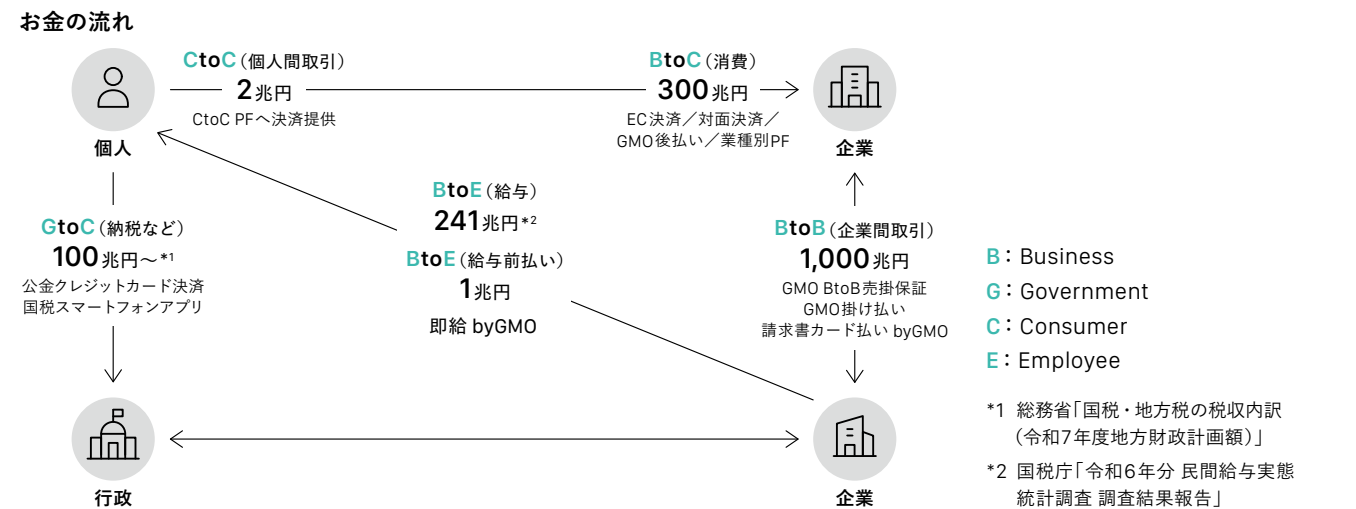 お金の流れ
CtoC（個人間取引）
2兆円
CtoC PFへ決済提供
BtoC（消費）
300兆円
EC決済／対面決済／
GMO後払い／業種別PF
個人
企業
BtoE（給与）
241兆円*2
BtoE（給与前払い）
1兆円
即給 byGMO
GtoC（納税など）
100兆円～*1
公金クレジットカード決済
国税スマートフォンアプリ
BtoB（企業間取引）
1,000兆円
GMO BtoB売掛保証
GMO掛け払い
請求書カード払い byGMO
行政
企業
B：Business
G：Government
C：Consumer
E：Employee
*1 総務省「国税・地方税の税収内訳
（令和7年度地方財政計画額）」
*2 国税庁「令和6年分 民間給与実態
統計調査 調査結果報告」